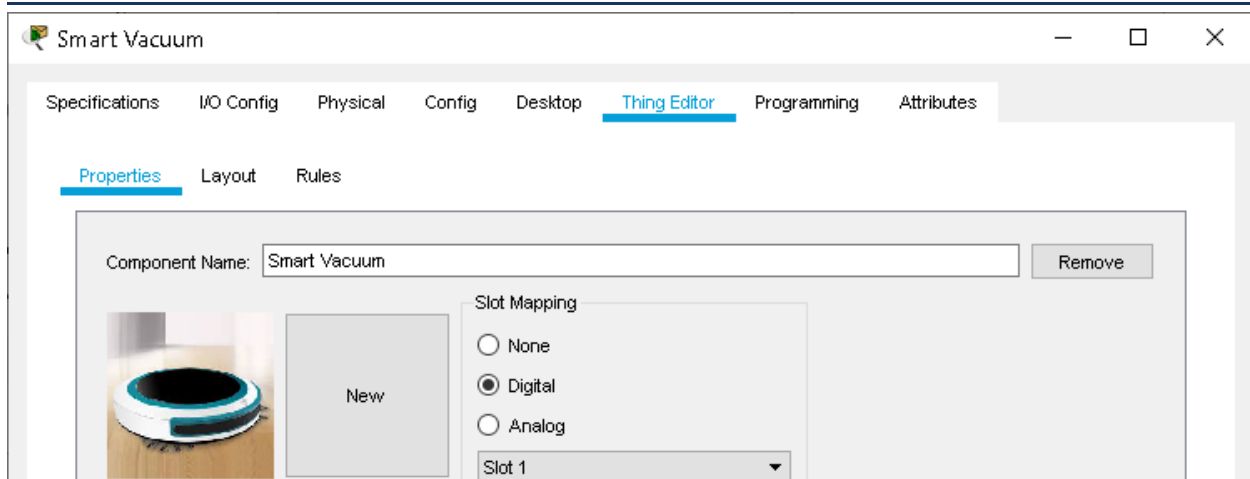 Smart Vacuum
Specifications I/O Config Physical Config Desktop Thing Editor Programming Attributes
Properties Layout Rules
Component Name: Smart Vacuum Remove
Slot Mapping
None
New Digital
Analog
Slot 1